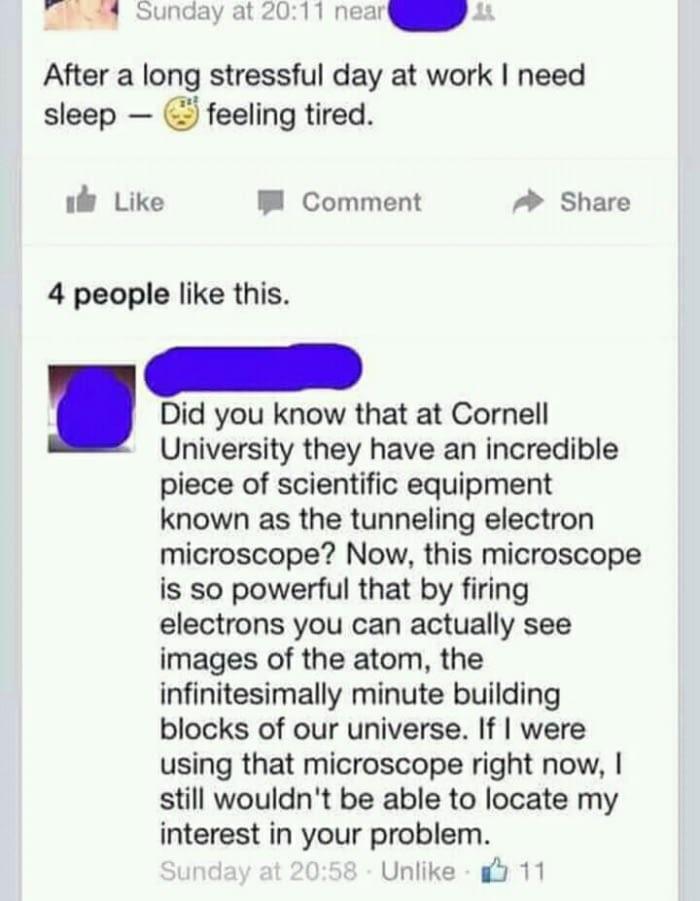 Sunday at 20:11 near
After a long stressful day at work I need
sleep — 😴 feeling tired.
Like Comment Share
4 people like this.
Did you know that at Cornell
University they have an incredible
piece of scientific equipment
known as the tunneling electron
microscope? Now, this microscope
is so powerful that by firing
electrons you can actually see
images of the atom, the
infinitesimally minute building
blocks of our universe. If I were
using that microscope right now, I
still wouldn't be able to locate my
interest in your problem.
Sunday at 20:58 · Unlike · 11